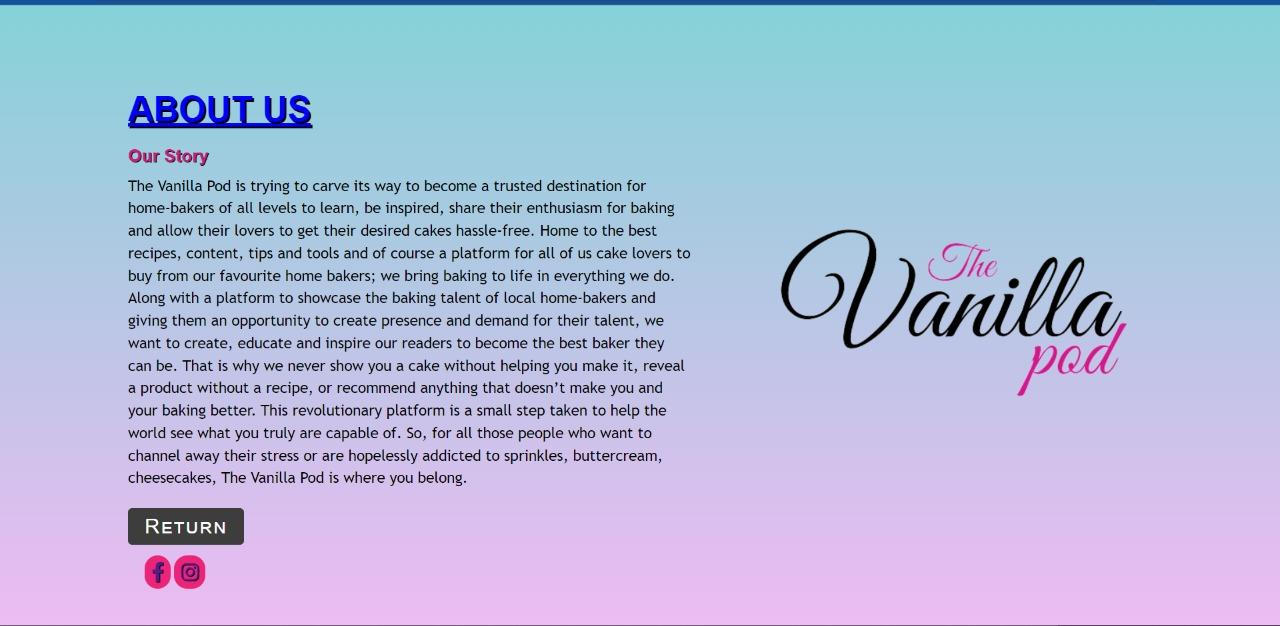 ABOUT US
Our Story
The Vanilla Pod is trying to carve its way to become a trusted destination for
home-bakers of all levels to learn, be inspired, share their enthusiasm for baking
and allow their lovers to get their desired cakes hassle-free. Home to the best
recipes, content, tips and tools and of course a platform for all of us cake lovers to
buy from our favourite home bakers; we bring baking to life in everything we do.
Along with a platform to showcase the baking talent of local home-bakers and
giving them an opportunity to create presence and demand for their talent, we
want to create, educate and inspire our readers to become the best baker they
can be. That is why we never show you a cake without helping you make it, reveal
a product without a recipe, or recommend anything that doesn’t make you and
your baking better. This revolutionary platform is a small step taken to help the
world see what you truly are capable of. So, for all those people who want to
channel away their stress or are hopelessly addicted to sprinkles, buttercream,
cheesecakes, The Vanilla Pod is where you belong.
Return
The
Vanilla
pod